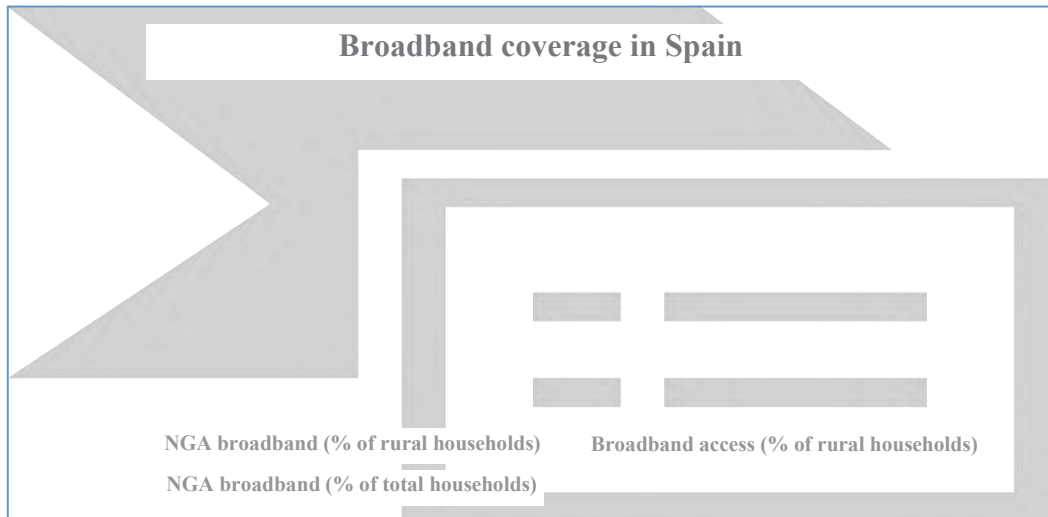 Broadband coverage in Spain
NGA broadband (% of rural households) Broadband access (% of rural households)
NGA broadband (% of total households)